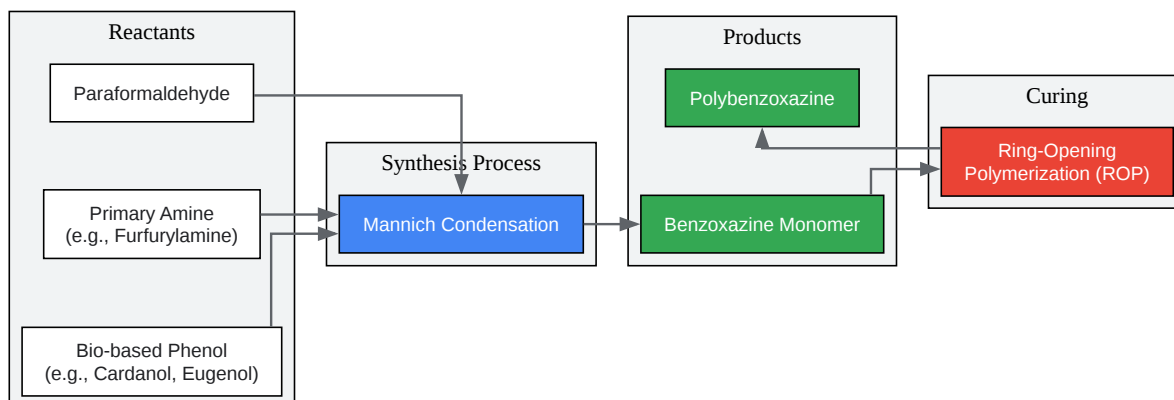 Reactants
Paraformaldehyde
Primary Amine
(e.g., Furfurylamine)
Bio-based Phenol
(e.g., Cardanol, Eugenol)
Synthesis Process
Mannich Condensation
Products
Polybenzoxazine
Benzoxazine Monomer
Curing
Ring-Opening
Polymerization (ROP)